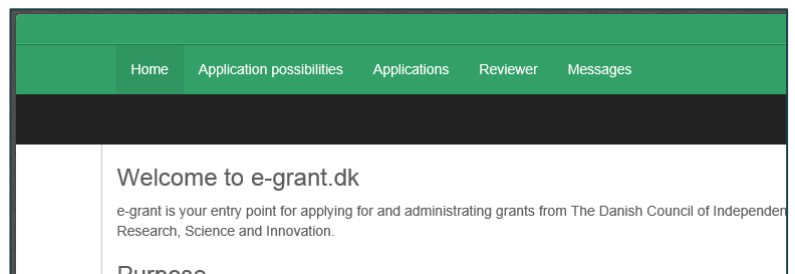 Home Application possibilities Applications Reviewer Messages
Welcome to e-grant.dk
e-grant is your entry point for applying for and administrating grants from The Danish Council of Independen
Research, Science and Innovation.
Purpose